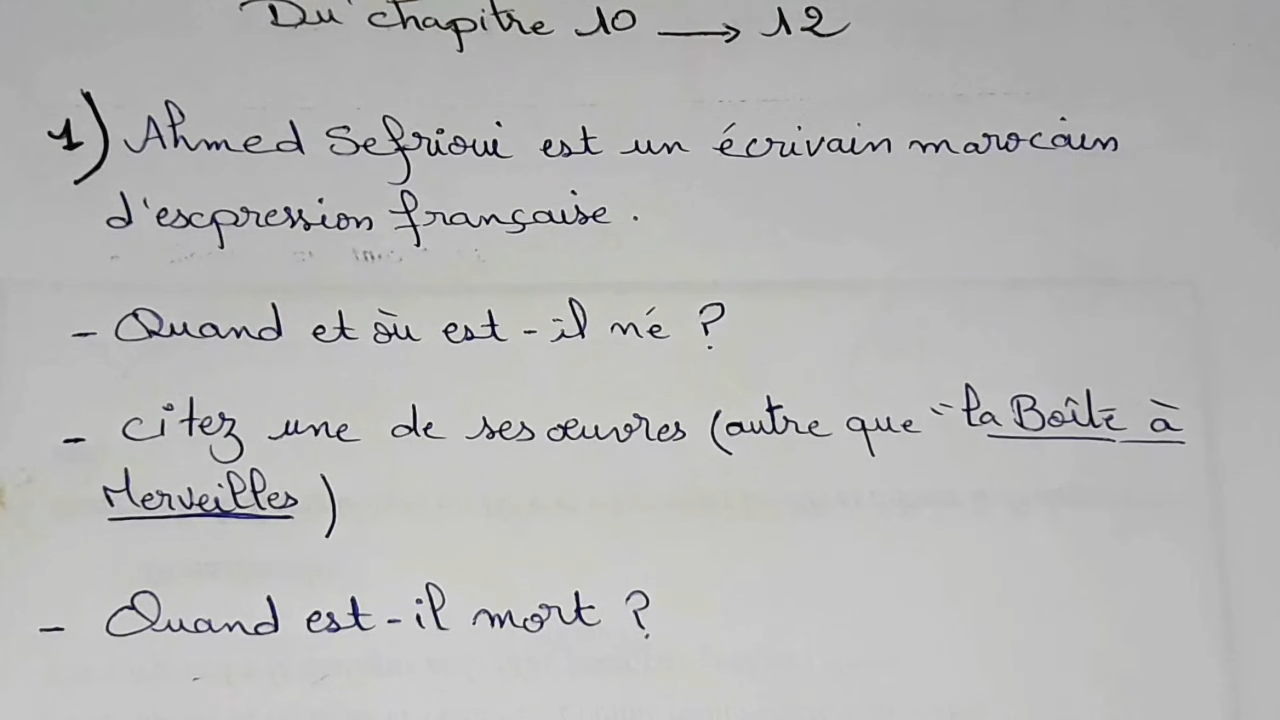 Du chapitre 10 → 12
1) Ahmed Sefrioui est un écrivain marocain
d'expression française.
- Quand et où est-il né ?
- citez une de ses œuvres (autre que "la Boîte à
Merveilles)
- Quand est-il mort ?